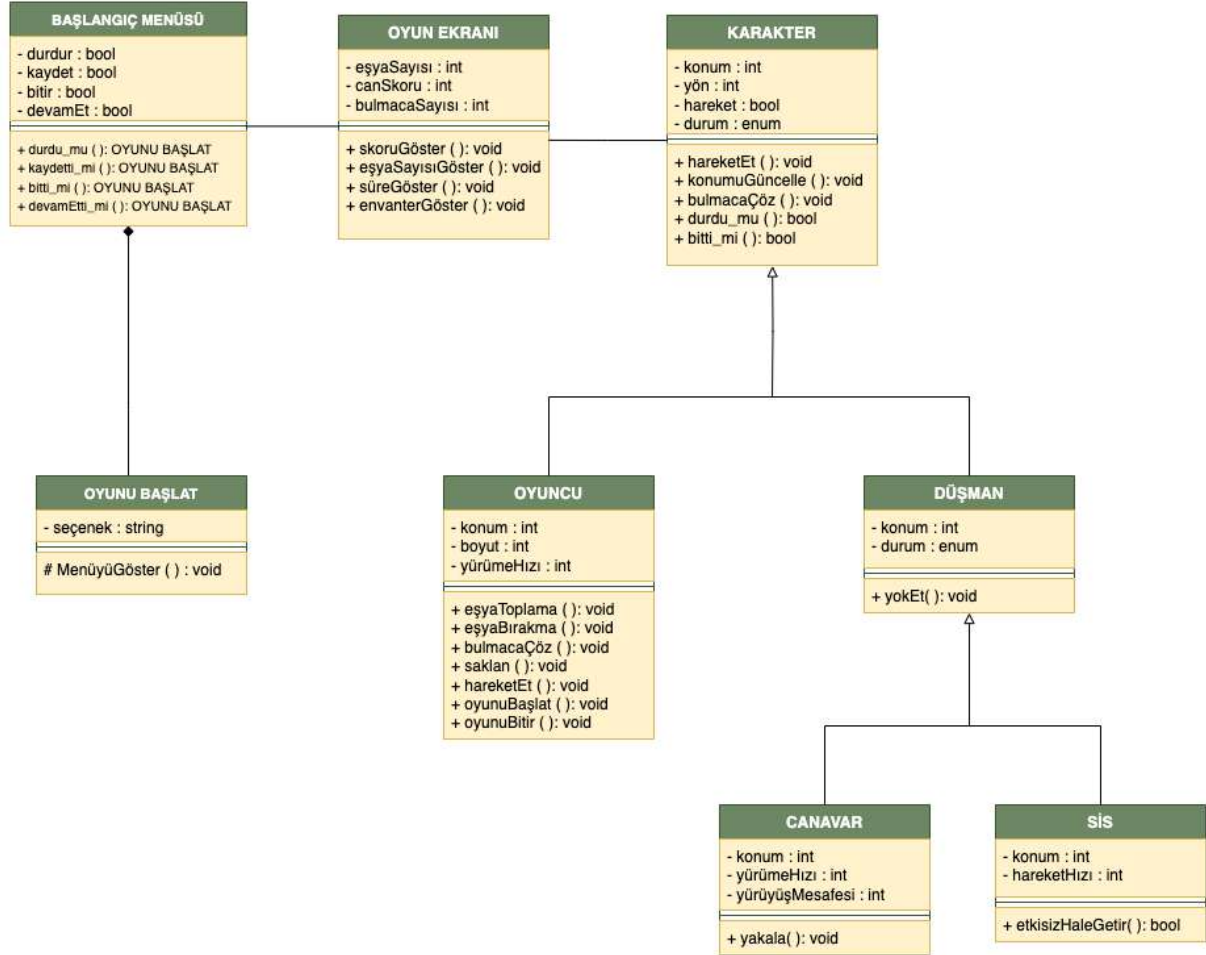 BAŞLANGIÇ MENÜSÜ
- durdur : bool
- kaydet : bool
- bitir : bool
- devamEt : bool
+ durdu_mu ( ): OYUNU BAŞLAT
+ kaydetti_mi ( ): OYUNU BAŞLAT
+ bitti_mi ( ): OYUNU BAŞLAT
+ devamEtti_mi ( ): OYUNU BAŞLAT
OYUN EKRANI
- eşyaSayısı : int
- canSkoru : int
- bulmacaSayısı : int
+ skoruGöster ( ): void
+ eşyaSayısıGöster ( ): void
+ süreGöster ( ): void
+ envanterGöster ( ): void
KARAKTER
- konum : int
- yön : int
- hareket : bool
- durum : enum
+ hareketEt ( ): void
+ konumuGüncelle ( ): void
+ bulmacaÇöz ( ): void
+ durdu_mu ( ): bool
+ bitti_mi ( ): bool
OYUNU BAŞLAT
- seçenek : string
# MenüyüGöster ( ) : void
OYUNCU
- konum : int
- boyut : int
- yürümeHızı : int
+ eşyaToplama ( ): void
+ eşyaBırakma ( ): void
+ bulmacaÇöz ( ): void
+ saklan ( ): void
+ hareketEt ( ): void
+ oyunuBaşlat ( ): void
+ oyunuBitir ( ): void
DÜŞMAN
- konum : int
- durum : enum
+ yokEt( ): void
CANAVAR
- konum : int
- yürümeHızı : int
- yürüyüşMesafesi : int
+ yakala( ): void
SİS
- konum : int
- hareketHızı : int
+ etkisizHaleGetir( ): bool